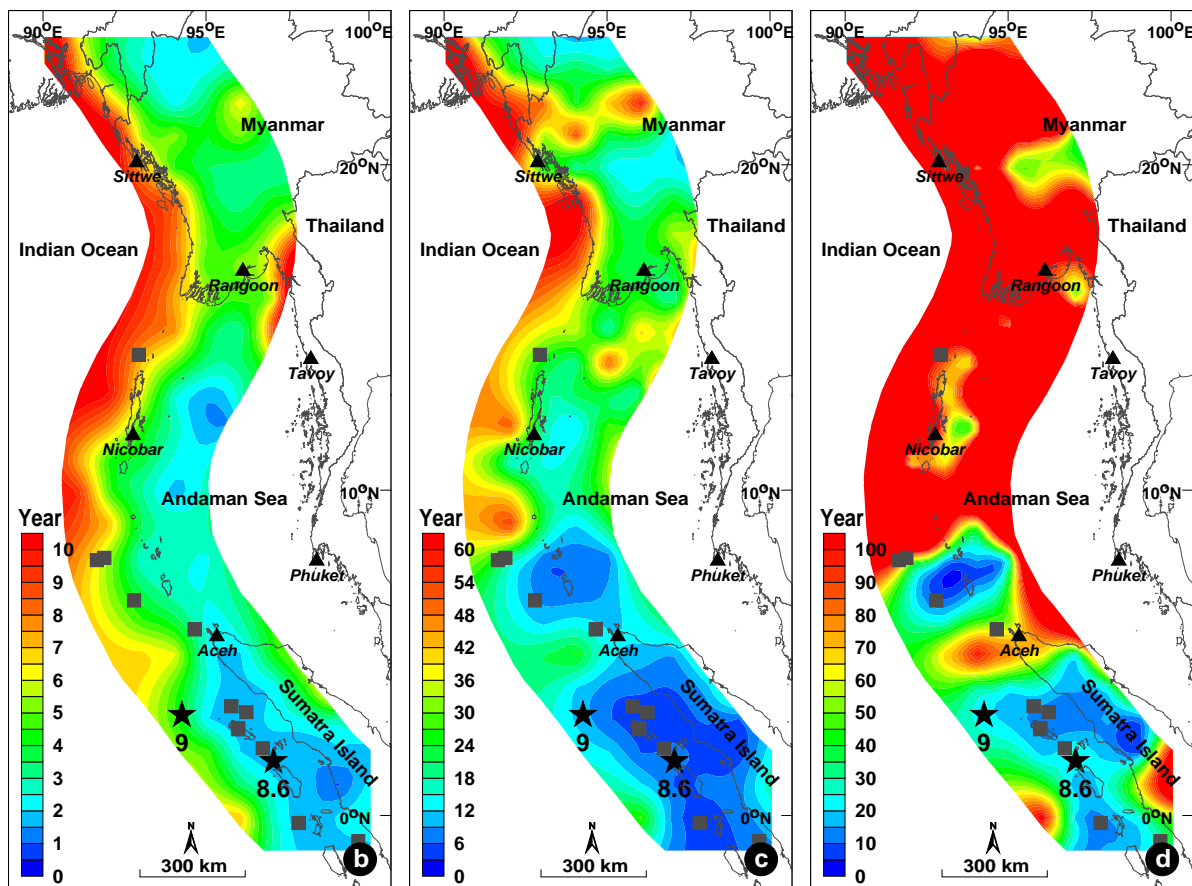 90°E
95°E
100°E
Myanmar
Sittwe
20°N
Thailand
Indian Ocean
Rangoon
Tavoy
Nicobar
Andaman Sea
10°N
Year
10
9
8
7
6
5
4
3
2
1
0
Phuket
Aceh
Sumatra Island
9
8.6
0°N
N
300 km
b
90°E
95°E
100°E
Myanmar
Sittwe
20°N
Thailand
Indian Ocean
Rangoon
Tavoy
Nicobar
Andaman Sea
10°N
Year
60
54
48
42
36
30
24
18
12
6
0
Phuket
Aceh
Sumatra Island
9
8.6
0°N
N
300 km
c
90°E
95°E
100°E
Myanmar
Sittwe
20°N
Thailand
Indian Ocean
Rangoon
Tavoy
Nicobar
Andaman Sea
10°N
Year
100
90
80
70
60
50
40
30
20
10
0
Phuket
Aceh
Sumatra Island
9
8.6
0°N
N
300 km
d